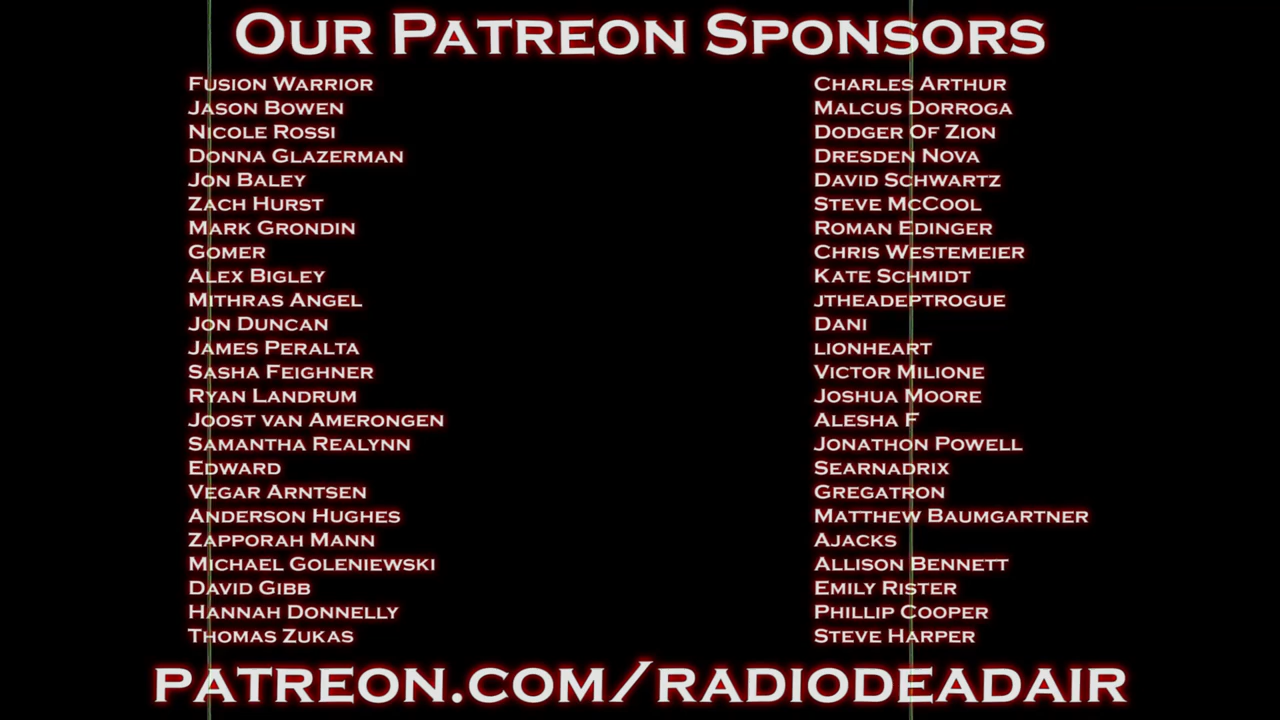 Our Patreon Sponsors
Fusion Warrior
Jason Bowen
Nicole Rossi
Donna Glazerman
Jon Baley
Zach Hurst
Mark Grondin
Gomer
Alex Bigley
Mithras Angel
Jon Duncan
James Peralta
Sasha Feighner
Ryan Landrum
Joost van Amerongen
Samantha Realynn
Edward
Vegar Arntsen
Anderson Hughes
Zapporah Mann
Michael Goleniewski
David Gibb
Hannah Donnelly
Thomas Zukas
Charles Arthur
Malcus Dorroga
Dodger Of Zion
Dresden Nova
David Schwartz
Steve McCool
Roman Edinger
Chris Westemeier
Kate Schmidt
jtheadeptrogue
Dani
lionheart
Victor Milione
Joshua Moore
Alesha F
Jonathon Powell
Searnadrix
Gregatron
Matthew Baumgartner
Ajacks
Allison Bennett
Emily Rister
Phillip Cooper
Steve Harper
patreon.com/radiodeadair